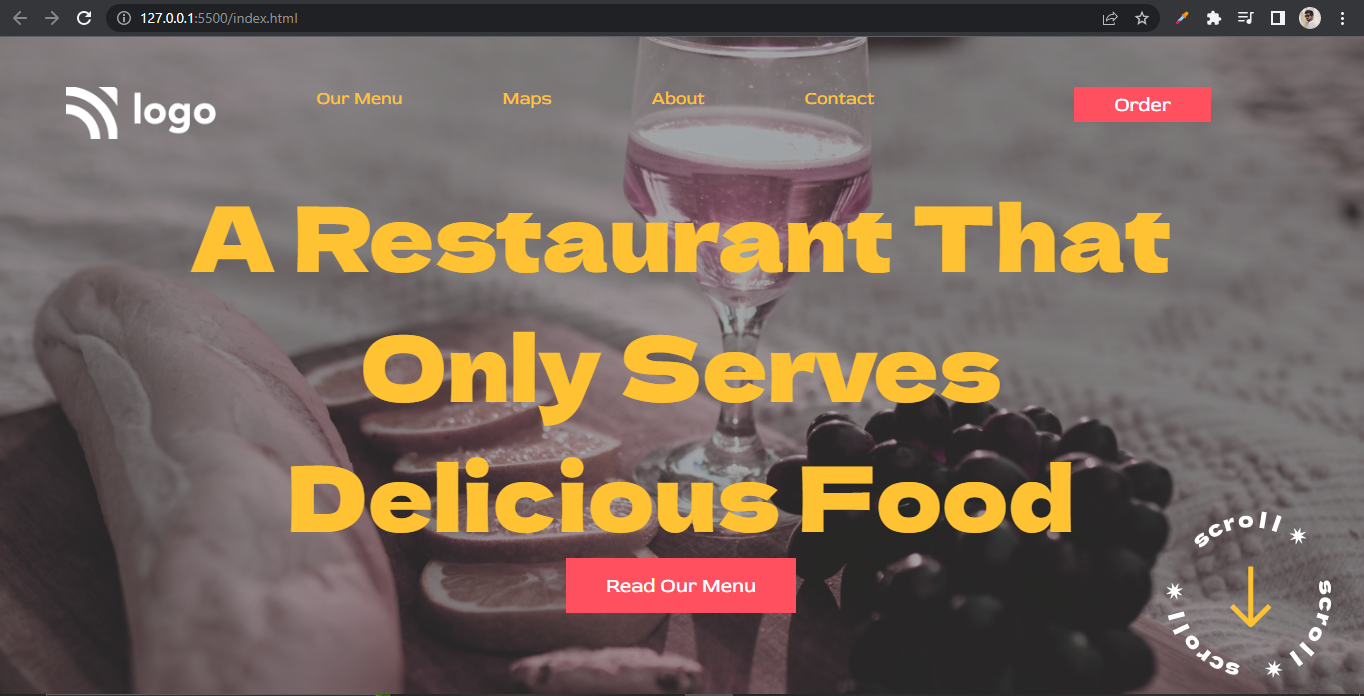 127.0.0.1:5500/index.html
logo
Our Menu Maps About Contact
Order
A Restaurant That
Only Serves
Delicious Food
Read Our Menu
scroll
scroll
scroll